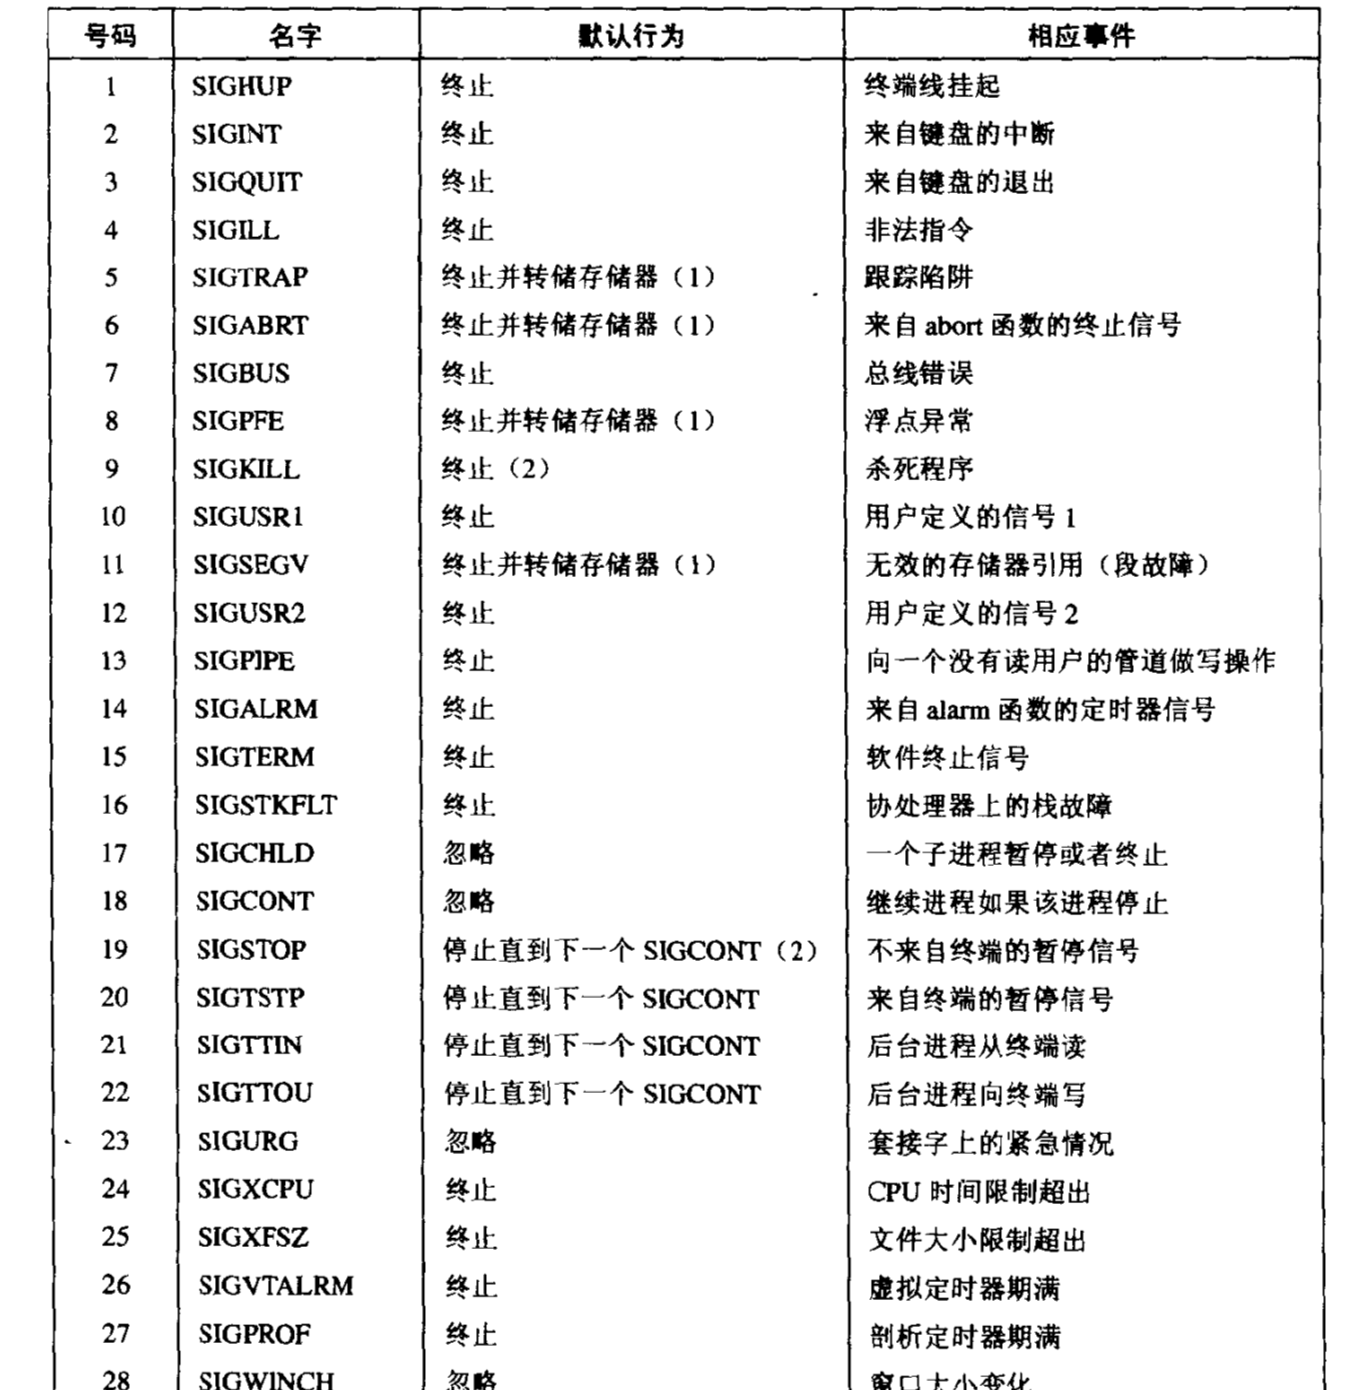 号码 名字 默认行为 相应事件
1 SIGHUP 终止 终端线挂起
2 SIGINT 终止 来自键盘的中断
3 SIGQUIT 终止 来自键盘的退出
4 SIGILL 终止 非法指令
5 SIGTRAP 终止并转储存储器（1） 跟踪陷阱
6 SIGABRT 终止并转储存储器（1） 来自 abort 函数的终止信号
7 SIGBUS 终止 总线错误
8 SIGPFE 终止并转储存储器（1） 浮点异常
9 SIGKILL 终止（2） 杀死程序
10 SIGUSR1 终止 用户定义的信号 1
11 SIGSEGV 终止并转储存储器（1） 无效的存储器引用（段故障）
12 SIGUSR2 终止 用户定义的信号 2
13 SIGPIPE 终止 向一个没有读用户的管道做写操作
14 SIGALRM 终止 来自 alarm 函数的定时器信号
15 SIGTERM 终止 软件终止信号
16 SIGSTKFLT 终止 协处理器上的栈故障
17 SIGCHLD 忽略 一个子进程暂停或者终止
18 SIGCONT 忽略 继续进程如果该进程停止
19 SIGSTOP 停止直到下一个 SIGCONT（2） 不来自终端的暂停信号
20 SIGTSTP 停止直到下一个 SIGCONT 来自终端的暂停信号
21 SIGTTIN 停止直到下一个 SIGCONT 后台进程从终端读
22 SIGTTOU 停止直到下一个 SIGCONT 后台进程向终端写
23 SIGURG 忽略 套接字上的紧急情况
24 SIGXCPU 终止 CPU 时间限制超出
25 SIGXFSZ 终止 文件大小限制超出
26 SIGVTALRM 终止 虚拟定时器期满
27 SIGPROF 终止 剖析定时器期满
28 SIGWINCH 忽略 窗口大小变化